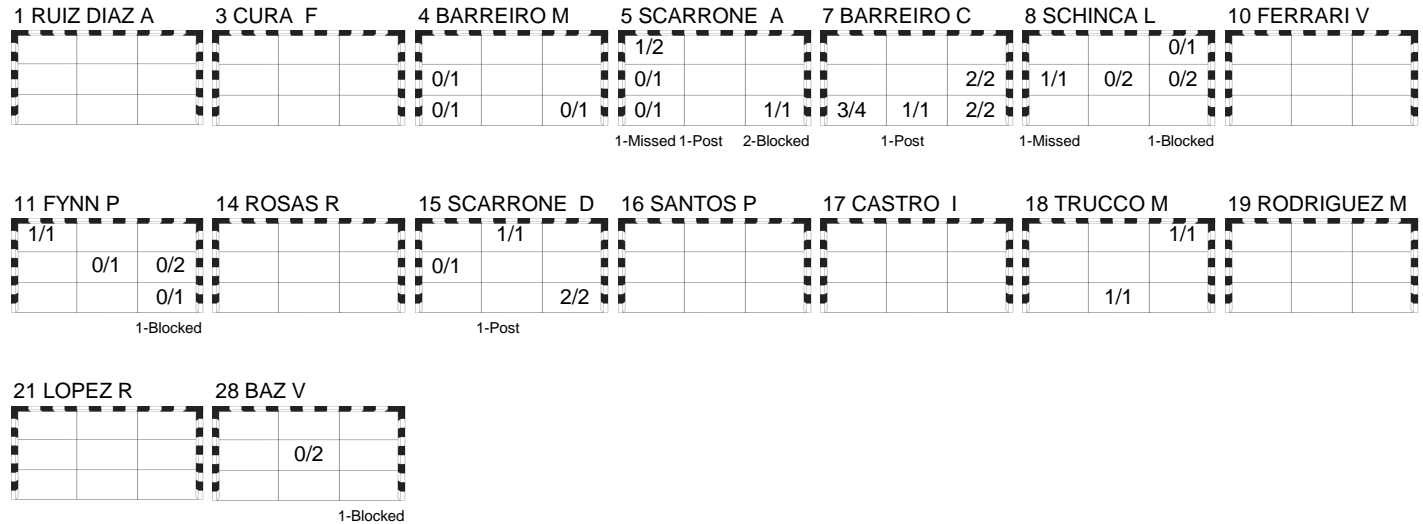 1 RUIZ DIAZ A 3 CURA F 4 BARREIRO M 5 SCARRONE A 7 BARREIRO C 8 SCHINCA L 10 FERRARI V
1/2 0/1
0/1 0/1 2/2 1/1 0/2 0/2
0/1 0/1 0/1 1/1 3/4 1/1 2/2
1-Missed 1-Post 2-Blocked 1-Post 1-Missed 1-Blocked
11 FYNN P 14 ROSAS R 15 SCARRONE D 16 SANTOS P 17 CASTRO I 18 TRUCCO M 19 RODRIGUEZ M
1/1 1/1 1/1
0/1 0/2 0/1
0/1 2/2 1/1
1-Blocked 1-Post
21 LOPEZ R 28 BAZ V
0/2
1-Blocked